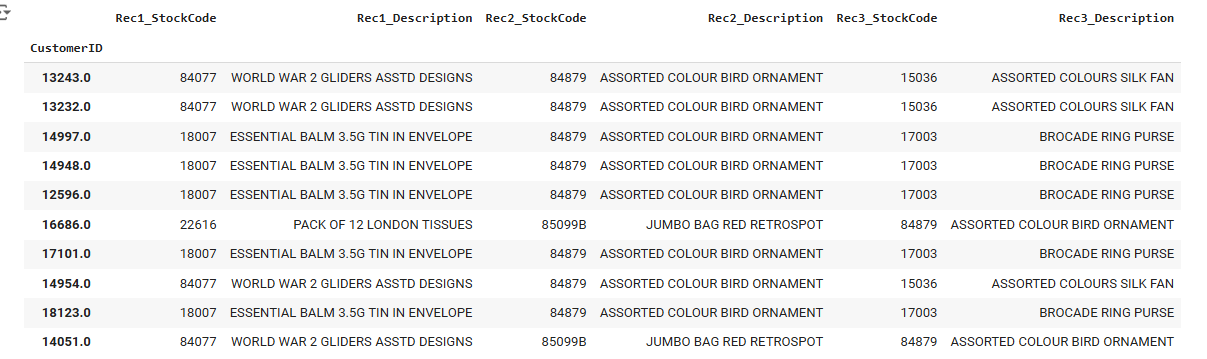 Rec1_StockCode Rec1_Description Rec2_StockCode Rec2_Description Rec3_StockCode Rec3_Description
CustomerID
13243.0 84077 WORLD WAR 2 GLIDERS ASSTD DESIGNS 84879 ASSORTED COLOUR BIRD ORNAMENT 15036 ASSORTED COLOURS SILK FAN
13232.0 84077 WORLD WAR 2 GLIDERS ASSTD DESIGNS 84879 ASSORTED COLOUR BIRD ORNAMENT 15036 ASSORTED COLOURS SILK FAN
14997.0 18007 ESSENTIAL BALM 3.5G TIN IN ENVELOPE 84879 ASSORTED COLOUR BIRD ORNAMENT 17003 BROCADE RING PURSE
14948.0 18007 ESSENTIAL BALM 3.5G TIN IN ENVELOPE 84879 ASSORTED COLOUR BIRD ORNAMENT 17003 BROCADE RING PURSE
12596.0 18007 ESSENTIAL BALM 3.5G TIN IN ENVELOPE 84879 ASSORTED COLOUR BIRD ORNAMENT 17003 BROCADE RING PURSE
16686.0 22616 PACK OF 12 LONDON TISSUES 85099B JUMBO BAG RED RETROSPOT 84879 ASSORTED COLOUR BIRD ORNAMENT
17101.0 18007 ESSENTIAL BALM 3.5G TIN IN ENVELOPE 84879 ASSORTED COLOUR BIRD ORNAMENT 17003 BROCADE RING PURSE
14954.0 84077 WORLD WAR 2 GLIDERS ASSTD DESIGNS 84879 ASSORTED COLOUR BIRD ORNAMENT 15036 ASSORTED COLOURS SILK FAN
18123.0 18007 ESSENTIAL BALM 3.5G TIN IN ENVELOPE 84879 ASSORTED COLOUR BIRD ORNAMENT 17003 BROCADE RING PURSE
14051.0 84077 WORLD WAR 2 GLIDERS ASSTD DESIGNS 85099B JUMBO BAG RED RETROSPOT 84879 ASSORTED COLOUR BIRD ORNAMENT